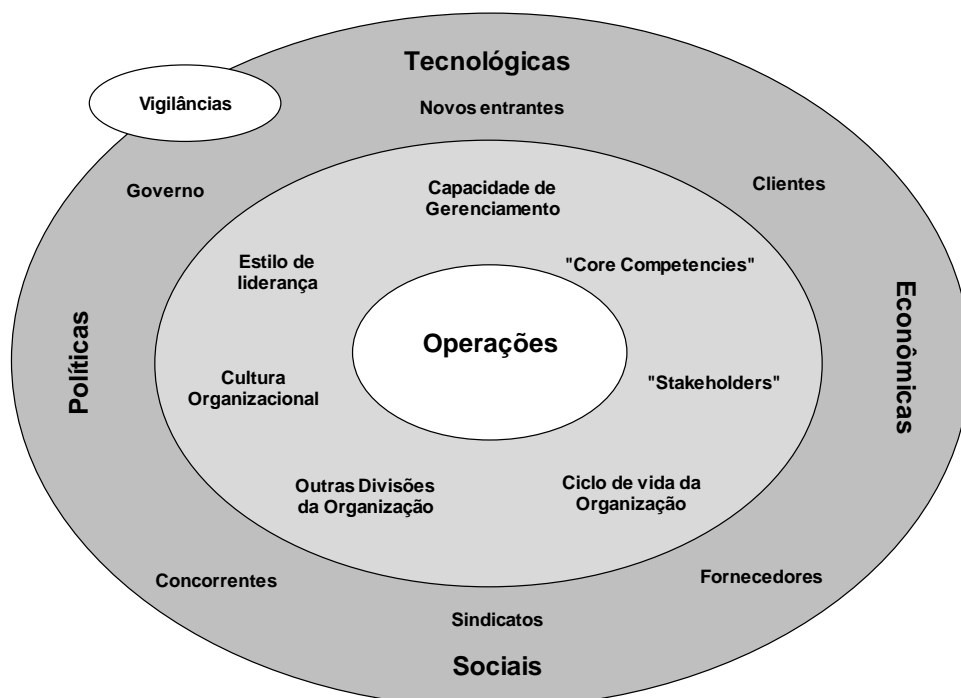 Tecnológicas
Vigilâncias
Novos entrantes
Governo
Clientes
Capacidade de
Gerenciamento
Estilo de
liderança
"Core Competencies"
Operações
Políticas
Econômicas
Cultura
Organizacional
"Stakeholders"
Outras Divisões
da Organização
Ciclo de vida da
Organização
Concorrentes
Fornecedores
Sindicatos
Sociais